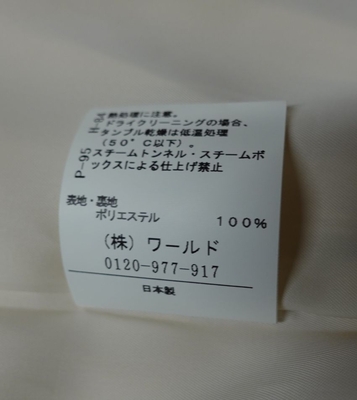 H-94 熱処理に注意。
ドライクリーニングの場合、
タンブル乾燥は低温処理
（50°C以下）。
P-95 スチームトンネル・スチームボ
ックスによる仕上げ禁止
表地・裏地
ポリエステル 100%
（株）ワールド
0120-977-917
日本製